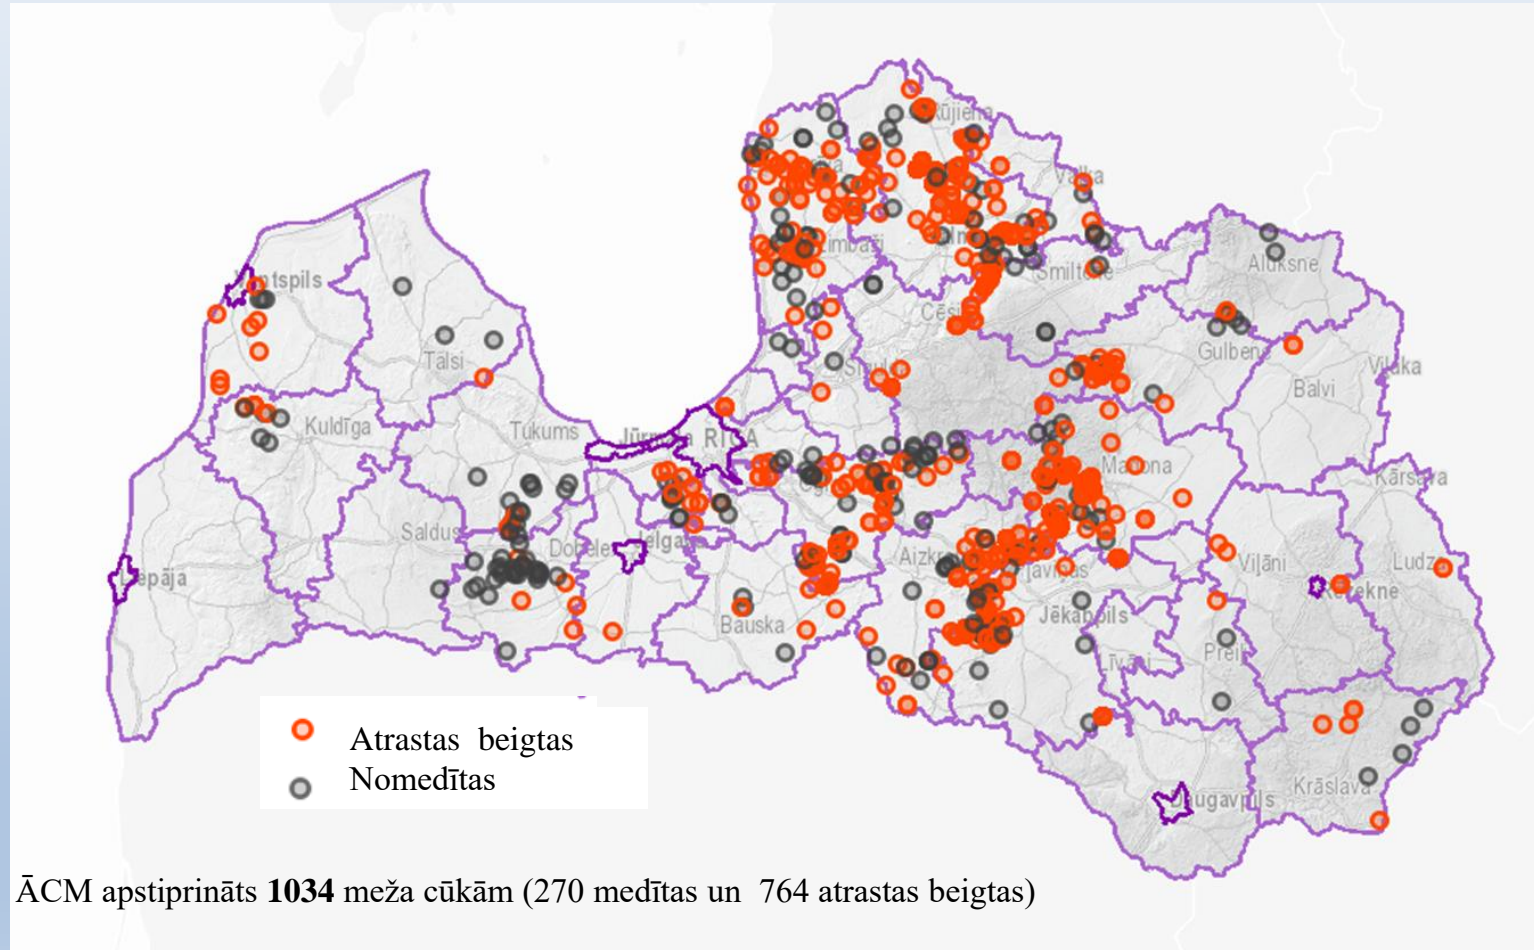 Rūjiena
Valka
Limbaži
Smiltene
Alūksne
Ventspils
Cēsis
Gulbene
Talsi
Sigulda
Balvi
Viļaka
Kuldīga
Tukums
Jūrmala RĪGA
Madona
Kārsava
Saldus
Dobele
Jelgava
Aizkraukle
Viļāni
Ludza
Liepāja
Rēzekne
Bauska
Jēkabpils
Līvāni
Preiļi
Krāslava
Daugavpils
Atrastas beigtas
Nomedītas
ĀCM apstiprināts 1034 meža cūkām (270 medītas un 764 atrastas beigtas)